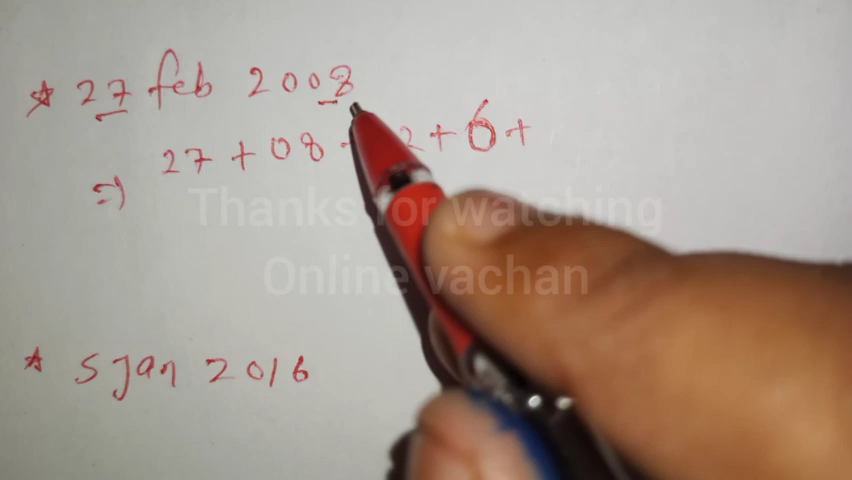 ☆ 27 feb 2008
⇒ 27 + 08 + 2 + 6 +
Thanks for watching
Online vachan
☆ 5 Jan 2016